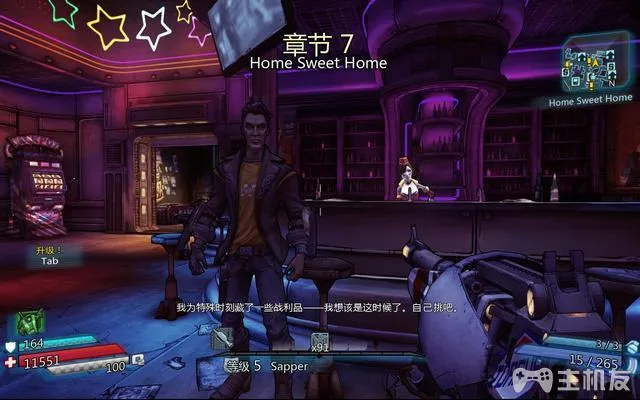 章节 7
Home Sweet Home
Home Sweet Home
升级！
Tab
我为特殊时刻藏了一些战利品——我想该是这时候了。自己挑吧。
164
11551
100
x91
等级 5 Sapper
3 / 3
15 / 265
主机友